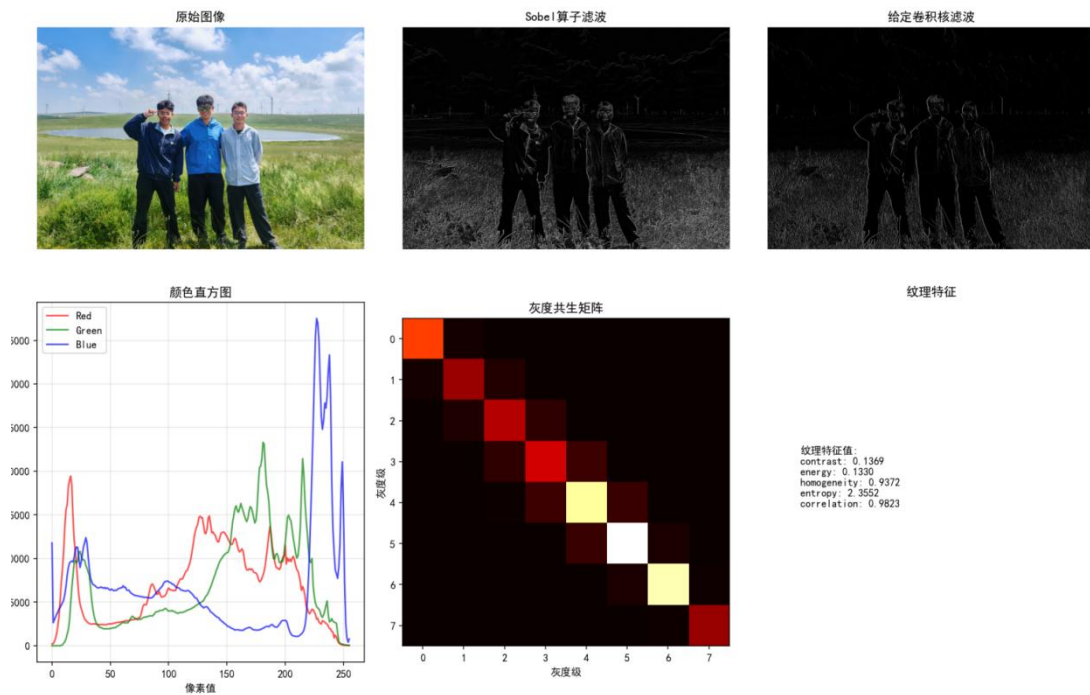 原始图像
Sobel算子滤波
给定卷积核滤波
颜色直方图
Red
Green
Blue
5000
0
0
50
100
150
200
250
像素值
灰度共生矩阵
灰度级
0
1
2
3
4
5
6
7
0
1
2
3
4
5
6
7
灰度级
纹理特征
纹理特征值:
contrast: 0.1369
energy: 0.1330
homogeneity: 0.9372
entropy: 2.3552
correlation: 0.9823